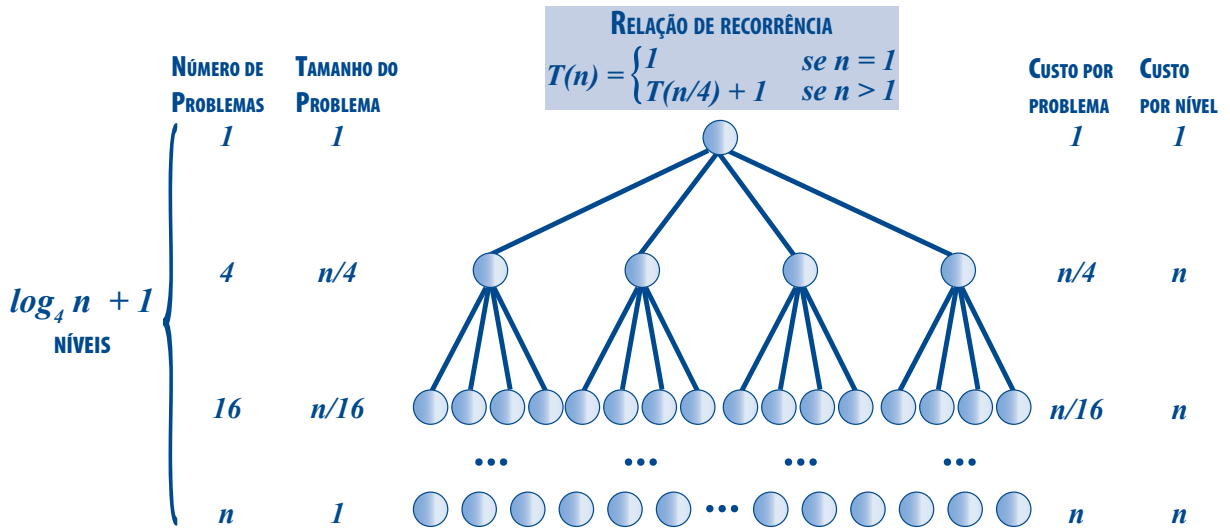 RELAÇÃO DE RECORRÊNCIA
T(n) = { 1 se n = 1
T(n/4) + 1 se n > 1
NÚMERO DE PROBLEMAS
TAMANHO DO PROBLEMA
CUSTO POR PROBLEMA
CUSTO POR NÍVEL
1 1 1 1
4 n/4 n/4 n
log₄ n + 1
NÍVEIS
16 n/16 n/16 n
... ... ... ...
n 1 ... n n